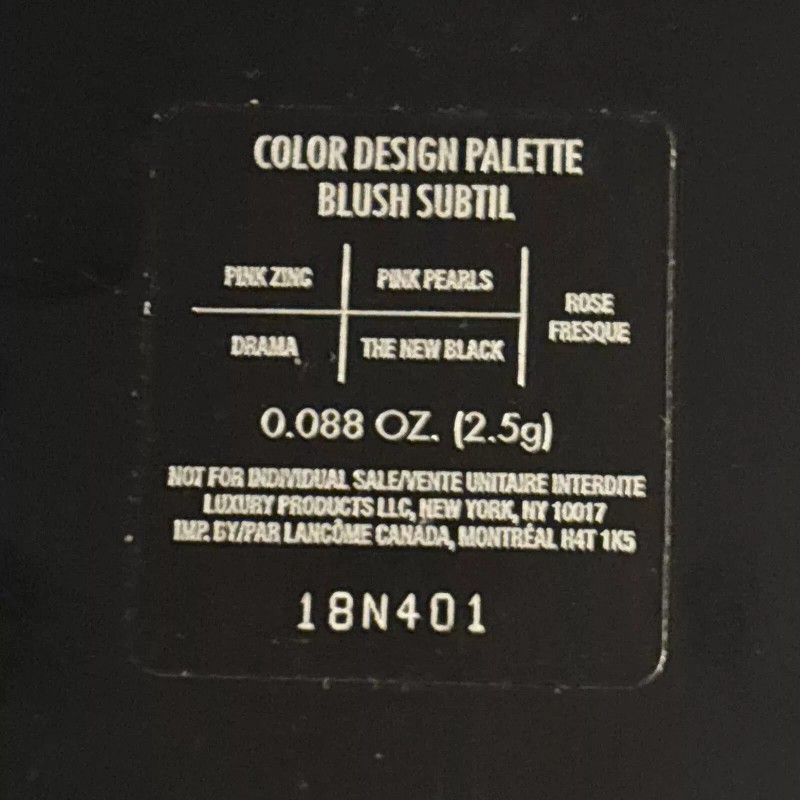 COLOR DESIGN PALETTE
BLUSH SUBTIL
PINK ZINC PINK PEARLS
ROSE
FRESQUE
DRAMA THE NEW BLACK
0.088 OZ. (2.5g)
NOT FOR INDIVIDUAL SALE/VENTE UNITAIRE INTERDITE
LUXURY PRODUCTS LLC, NEW YORK, NY 10017
IMP. BY/PAR LANCÔME CANADA, MONTRÉAL H4T 1K5
18N401